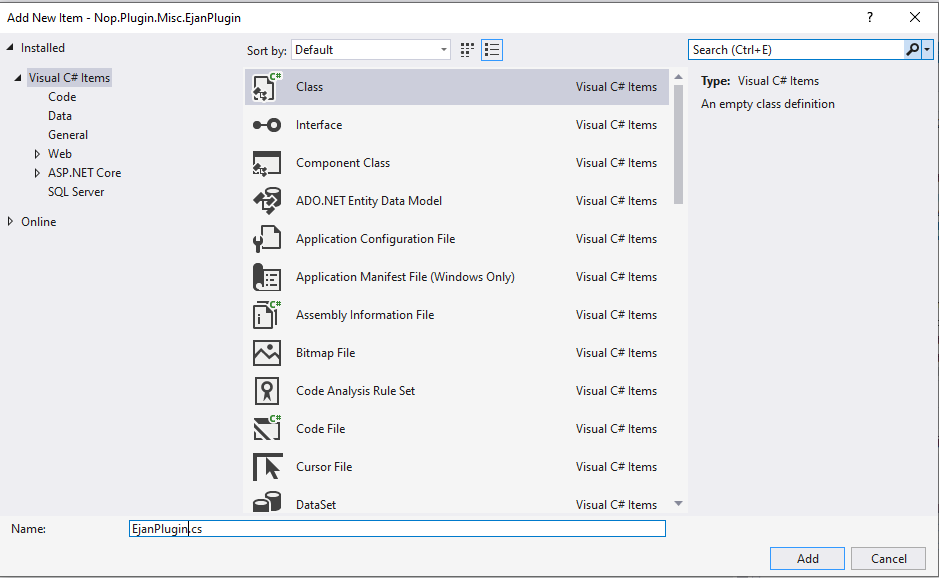 Add New Item - Nop.Plugin.Misc.EjanPlugin
?
Installed
Visual C# Items
Code
Data
General
Web
ASP.NET Core
SQL Server
Online
Sort by: Default
Search (Ctrl+E)
C# Class Visual C# Items
Interface Visual C# Items
Component Class Visual C# Items
ADO.NET Entity Data Model Visual C# Items
Application Configuration File Visual C# Items
Application Manifest File (Windows Only) Visual C# Items
C# Assembly Information File Visual C# Items
Bitmap File Visual C# Items
Code Analysis Rule Set Visual C# Items
C# Code File Visual C# Items
Cursor File Visual C# Items
DataSet Visual C# Items
Type: Visual C# Items
An empty class definition
Name: EjanPlugin.cs
Add Cancel